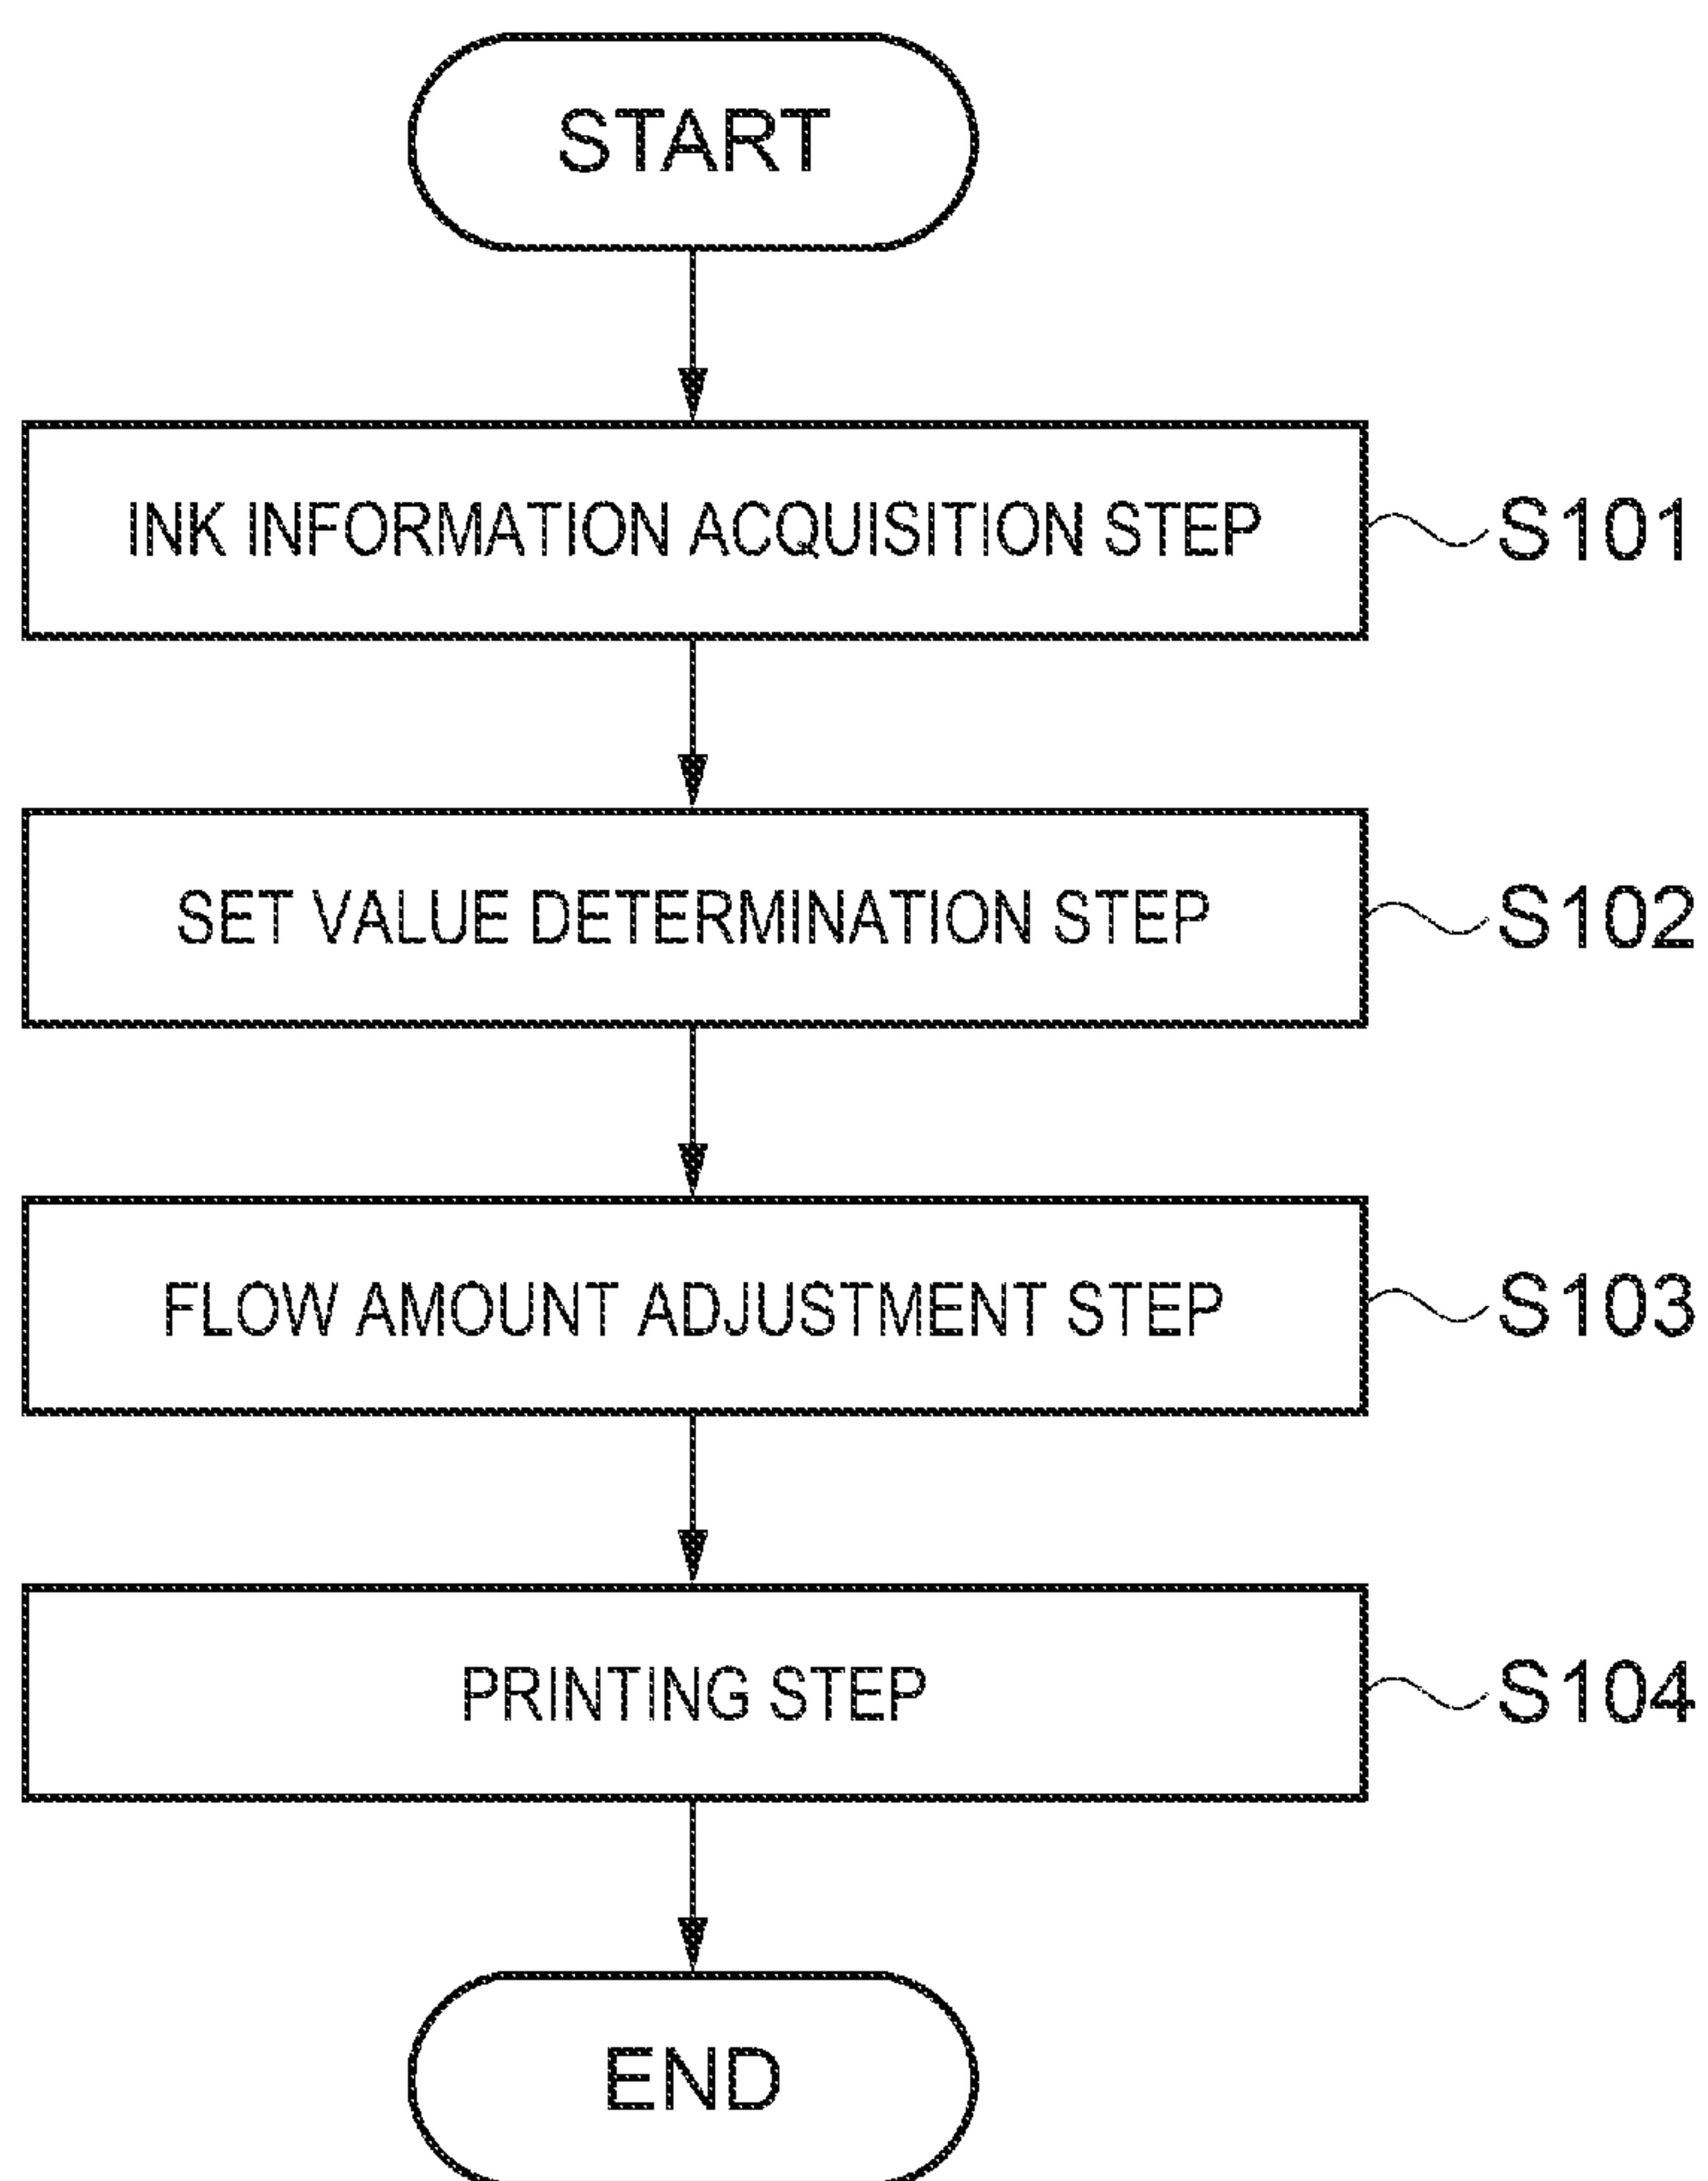 START
INK INFORMATION ACQUISITION STEP
S101
SET VALUE DETERMINATION STEP
S102
FLOW AMOUNT ADJUSTMENT STEP
S103
PRINTING STEP
S104
END